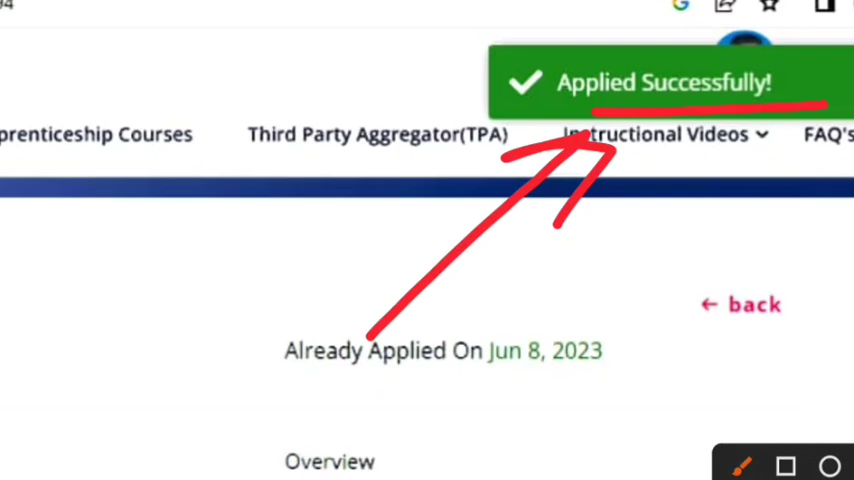 94
Applied Successfully!
prenticeship Courses Third Party Aggregator(TPA) Instructional Videos FAQ's
← back
Already Applied On Jun 8, 2023
Overview